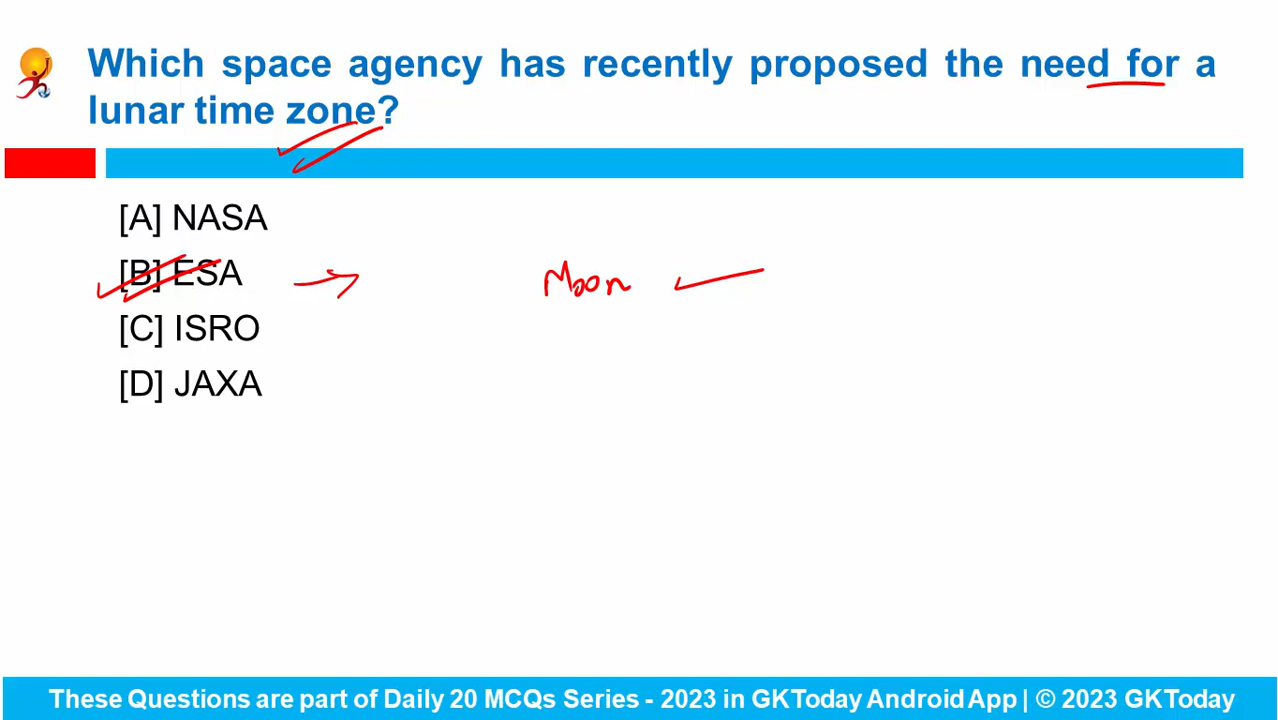 Which space agency has recently proposed the need for a
lunar time zone?
[A] NASA
[B] ESA
Moon
[C] ISRO
[D] JAXA
These Questions are part of Daily 20 MCQs Series - 2023 in GKToday Android App | © 2023 GKToday